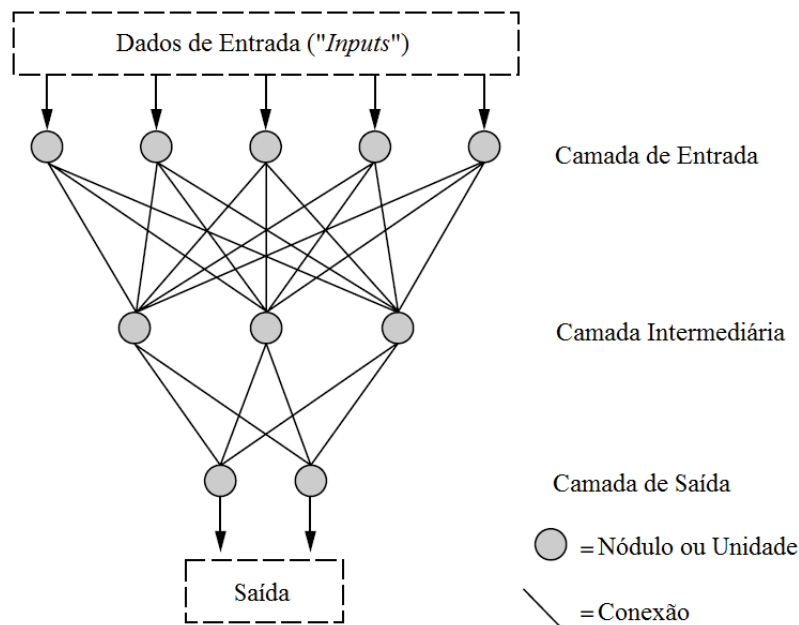 Dados de Entrada ("Inputs")
Camada de Entrada
Camada Intermediária
Camada de Saída
= Nódulo ou Unidade
Saída
= Conexão